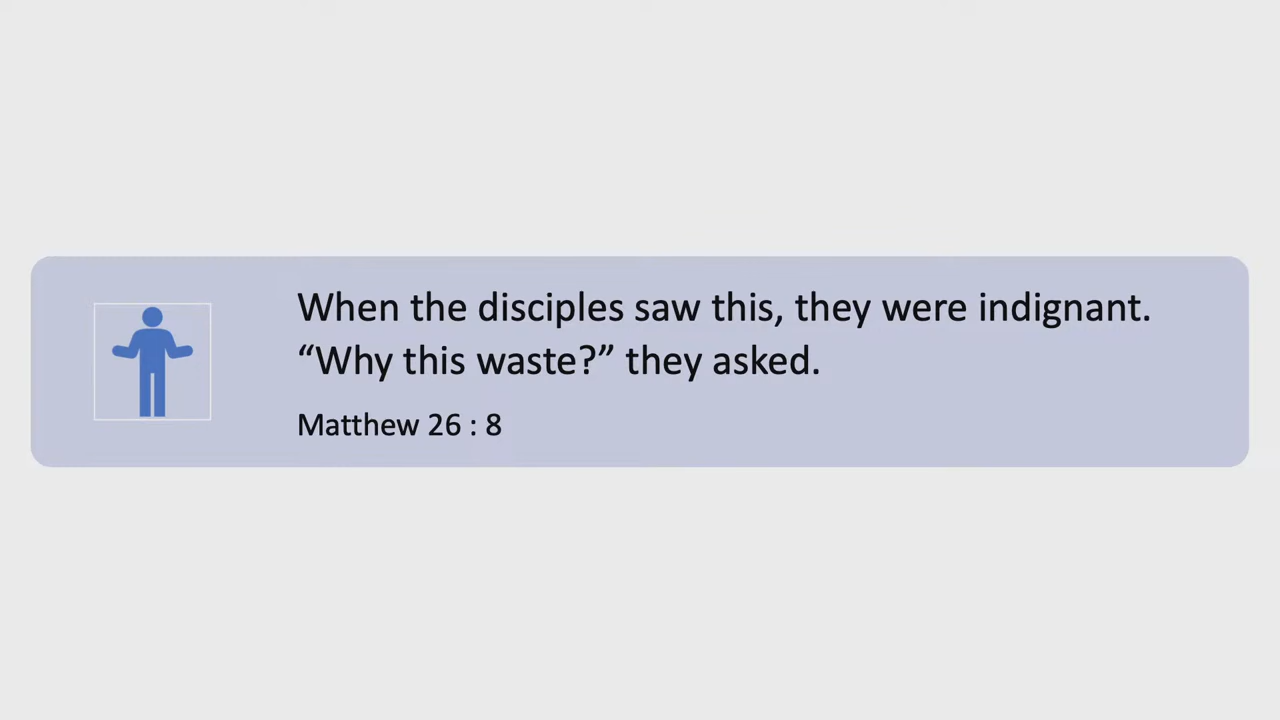 When the disciples saw this, they were indignant.
“Why this waste?” they asked.
Matthew 26 : 8